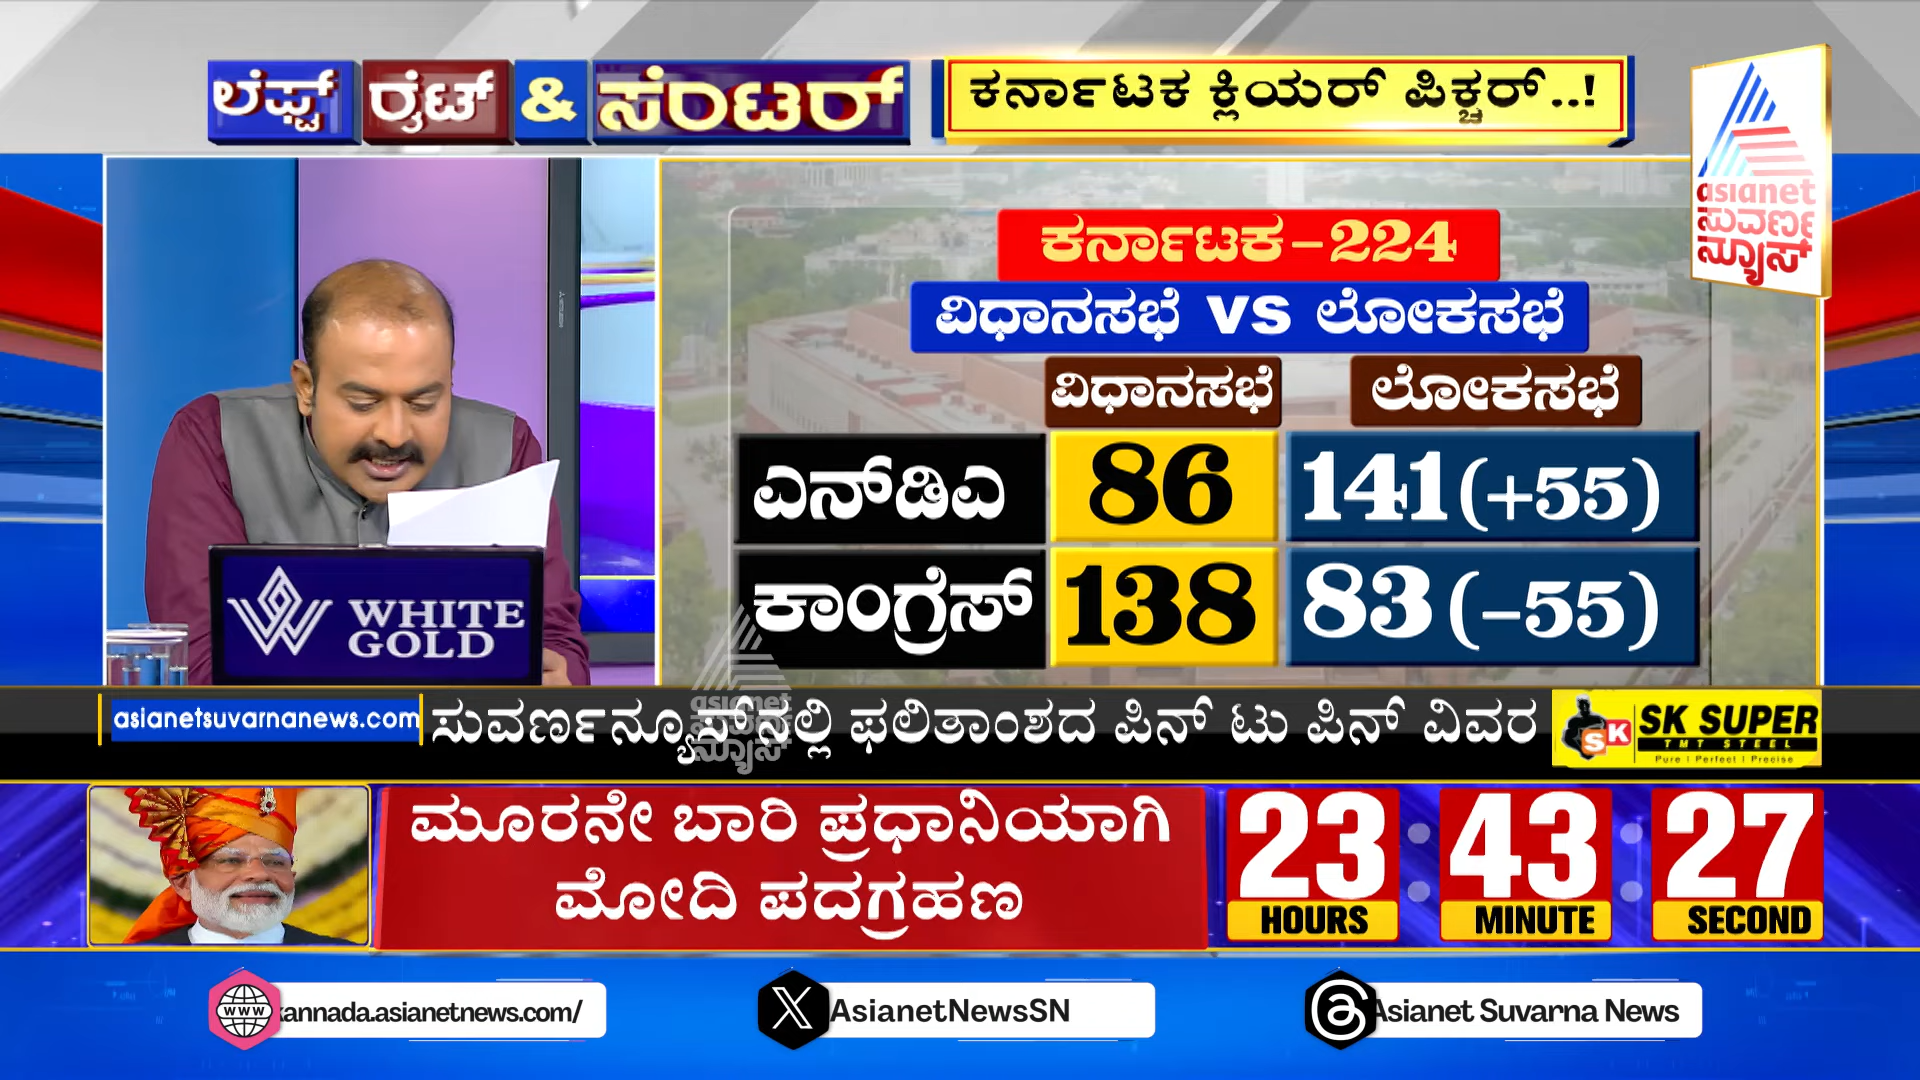 ಲೆಫ್ಟ್ ರೈಟ್ & ಸೆಂಟರ್
ಕರ್ನಾಟಕ ಕ್ಲಿಯರ್ ಪಿಕ್ಚರ್..!
asianet
ಸುವರ್ಣ
ನ್ಯೂಸ್
ಕರ್ನಾಟಕ-224
ವಿಧಾನಸಭೆ VS ಲೋಕಸಭೆ
ವಿಧಾನಸಭೆ ಲೋಕಸಭೆ
ಎನ್‌ಡಿಎ 86 141(+55)
ಕಾಂಗ್ರೆಸ್ 138 83(-55)
WHITE
GOLD
asianet
ಸುವರ್ಣ
ನ್ಯೂಸ್
asianetsuvarnanews.com ಸುವರ್ಣನ್ಯೂಸ್‌ನಲ್ಲಿ ಫಲಿತಾಂಶದ ಪಿನ್ ಟು ಪಿನ್ ವಿವರ
SK SK SUPER
TMT STEEL
Pure | Perfect | Precise
ಮೂರನೇ ಬಾರಿ ಪ್ರಧಾನಿಯಾಗಿ
ಮೋದಿ ಪದಗ್ರಹಣ
23 : 43 : 27
HOURS MINUTE SECOND
www kannada.asianetnews.com/ X AsianetNewsSN Asianet Suvarna News